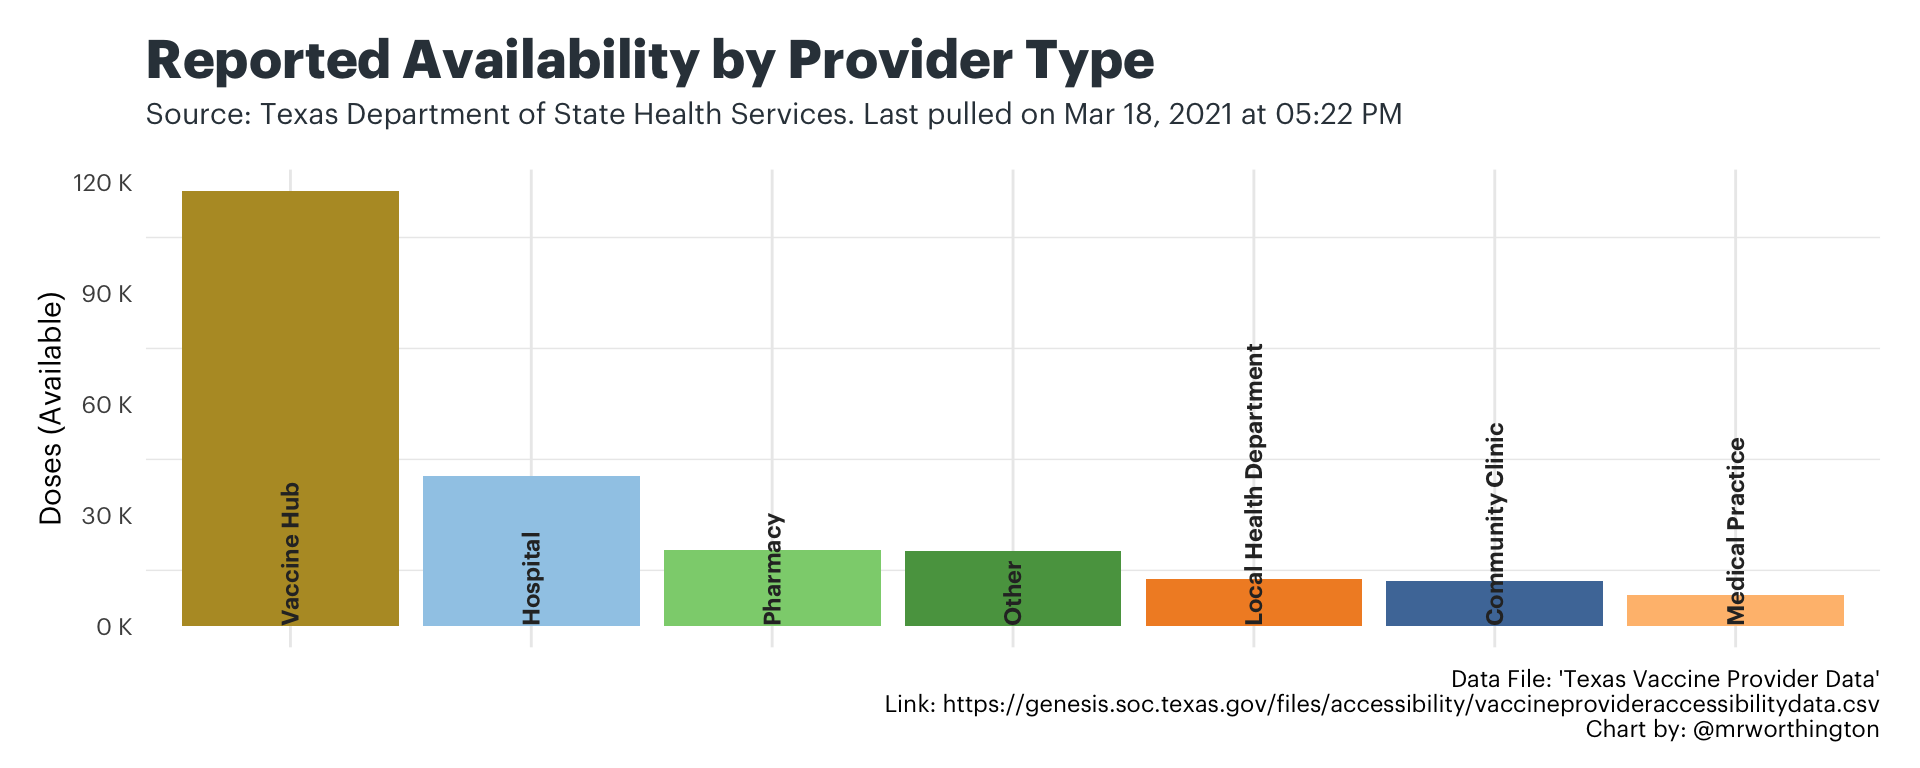 Reported Availability by Provider Type
Source: Texas Department of State Health Services. Last pulled on Mar 18, 2021 at 05:22 PM
120 K
90 K
60 K
30 K
0 K
Doses (Available)
Vaccine Hub
Hospital
Pharmacy
Other
Local Health Department
Community Clinic
Medical Practice
Data File: 'Texas Vaccine Provider Data'
Link: https://genesis.soc.texas.gov/files/accessibility/vaccineprovideraccessibilitydata.csv
Chart by: @mrworthington